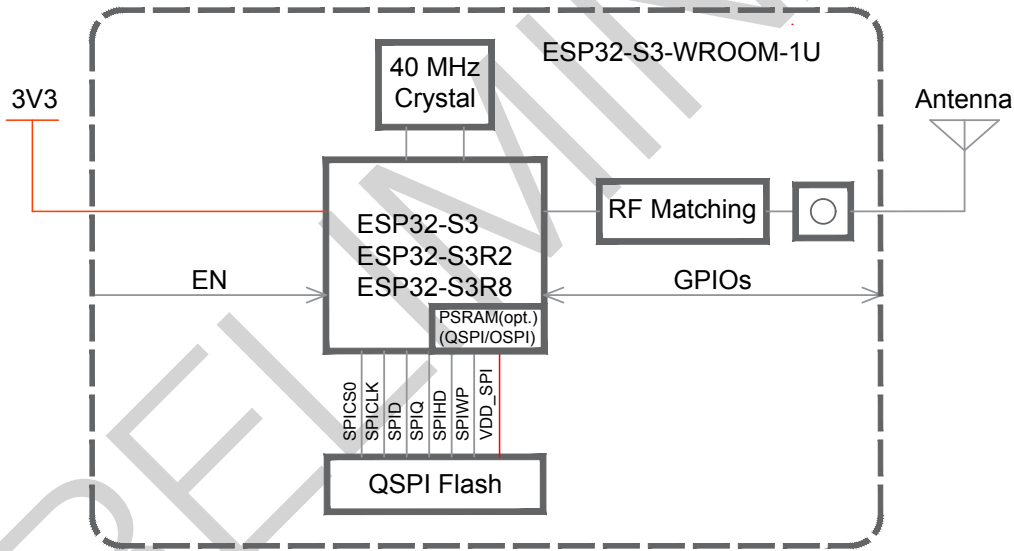 ESP32-S3-WROOM-1U
40 MHz
Crystal
3V3
Antenna
RF Matching
ESP32-S3
ESP32-S3R2
ESP32-S3R8
EN
GPIOs
PSRAM(opt.)
(QSPI/OSPI)
SPICS0
SPICLK
SPID
SPIQ
SPIHD
SPIWP
VDD_SPI
QSPI Flash